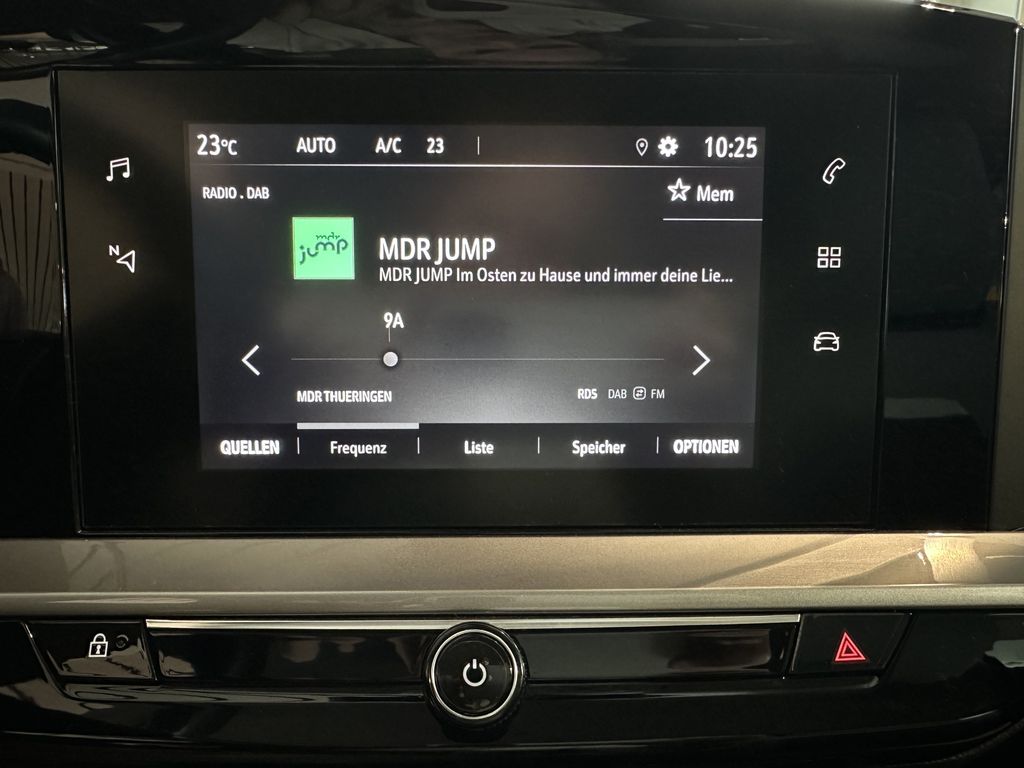 23°C AUTO A/C 23 10:25
RADIO . DAB
Mem
mdr
jump
MDR JUMP
MDR JUMP Im Osten zu Hause und immer deine Lie...
N
9A
MDR THUERINGEN
RDS DAB FM
QUELLEN Frequenz Liste Speicher OPTIONEN